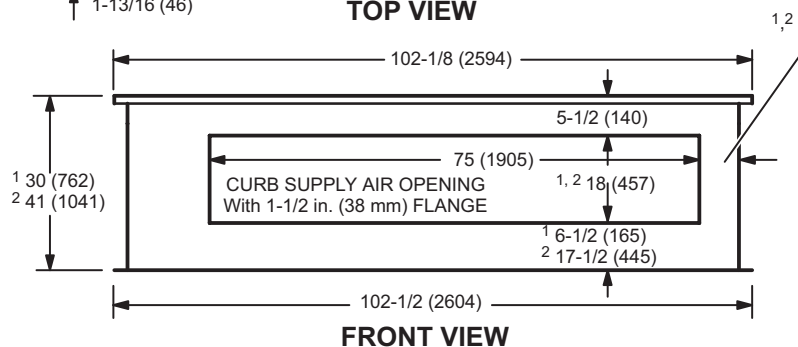 1-13/16 (46)
TOP VIEW
1,2
102-1/8 (2594)
5-1/2 (140)
75 (1905)
1 30 (762)
2 41 (1041)
CURB SUPPLY AIR OPENING
With 1-1/2 in. (38 mm) FLANGE
1, 2 18 (457)
1 6-1/2 (165)
2 17-1/2 (445)
102-1/2 (2604)
FRONT VIEW